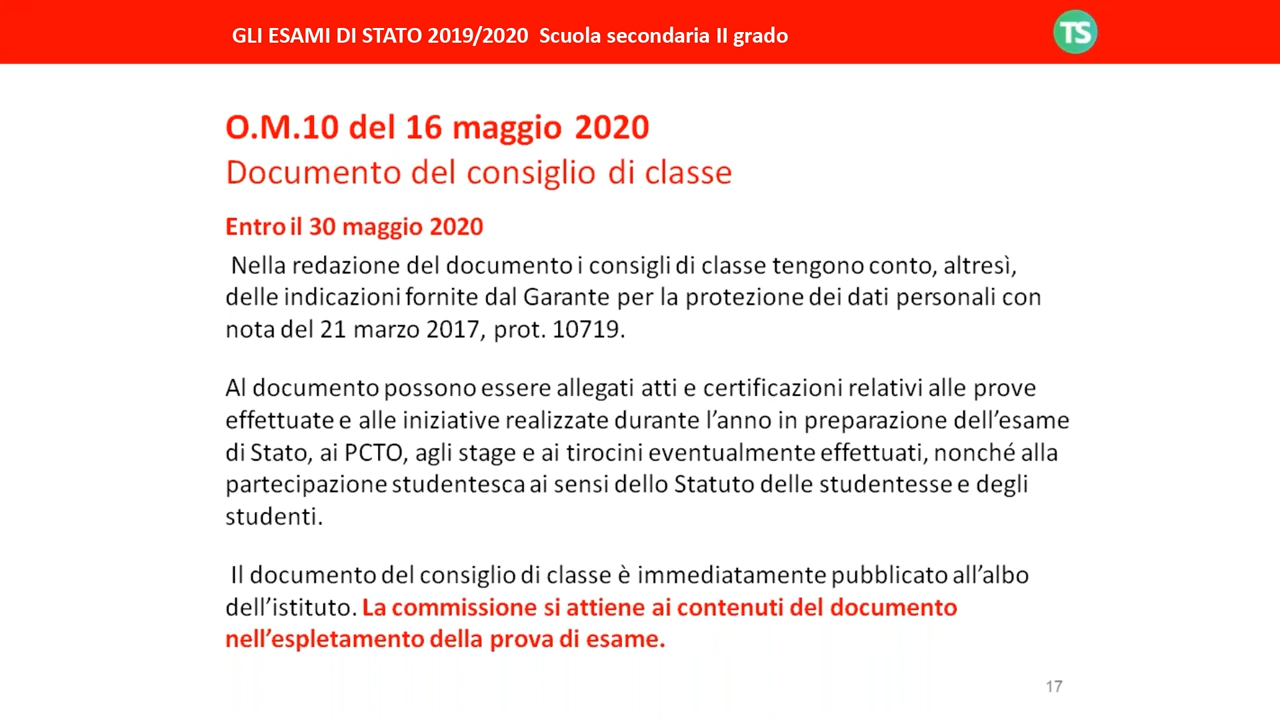 GLI ESAMI DI STATO 2019/2020 Scuola secondaria II grado
TS
O.M.10 del 16 maggio 2020
Documento del consiglio di classe
Entro il 30 maggio 2020
Nella redazione del documento i consigli di classe tengono conto, altresì,
delle indicazioni fornite dal Garante per la protezione dei dati personali con
nota del 21 marzo 2017, prot. 10719.
Al documento possono essere allegati atti e certificazioni relativi alle prove
effettuate e alle iniziative realizzate durante l’anno in preparazione dell’esame
di Stato, ai PCTO, agli stage e ai tirocini eventualmente effettuati, nonché alla
partecipazione studentesca ai sensi dello Statuto delle studentesse e degli
studenti.
Il documento del consiglio di classe è immediatamente pubblicato all’albo
dell’istituto. La commissione si attiene ai contenuti del documento
nell’espletamento della prova di esame.
17